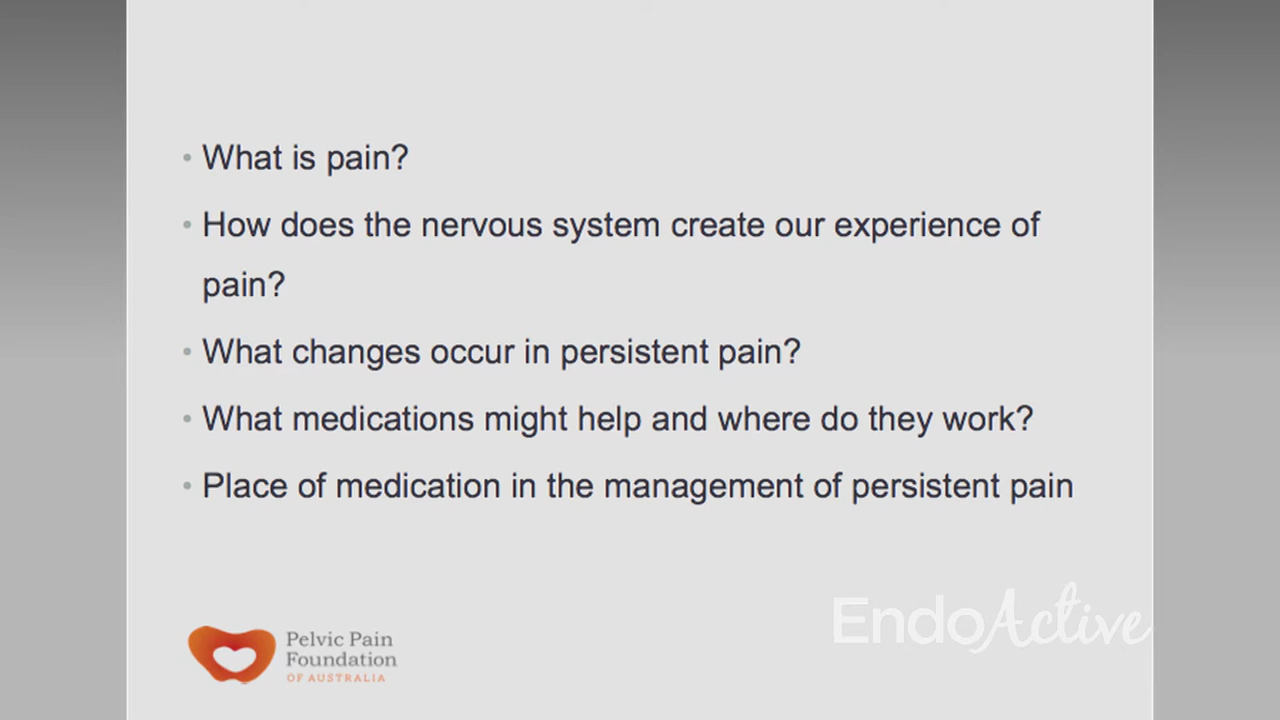 • What is pain?
• How does the nervous system create our experience of
pain?
• What changes occur in persistent pain?
• What medications might help and where do they work?
• Place of medication in the management of persistent pain
EndoActive
Pelvic Pain
Foundation
OF AUSTRALIA